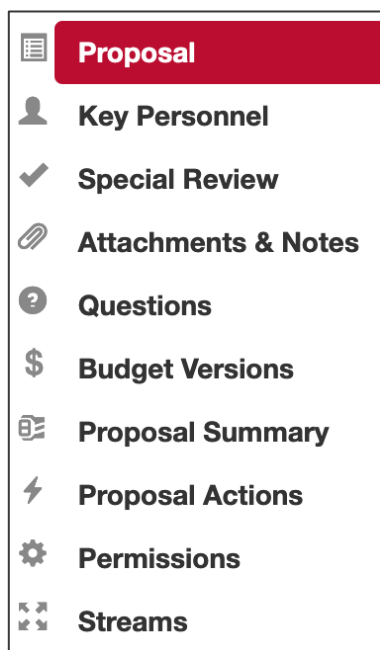 Proposal
Key Personnel
Special Review
Attachments & Notes
Questions
Budget Versions
Proposal Summary
Proposal Actions
Permissions
Streams